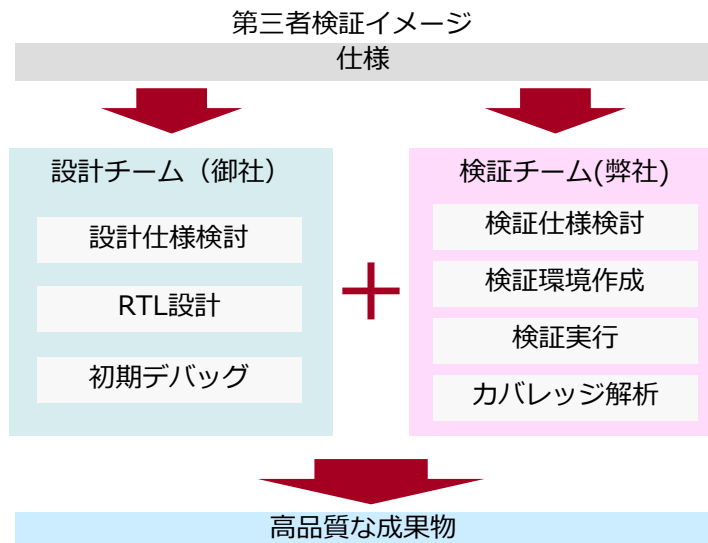 第三者検証イメージ
仕様
設計チーム（御社）
設計仕様検討
RTL設計
初期デバッグ
検証チーム(弊社)
検証仕様検討
検証環境作成
検証実行
カバレッジ解析
高品質な成果物